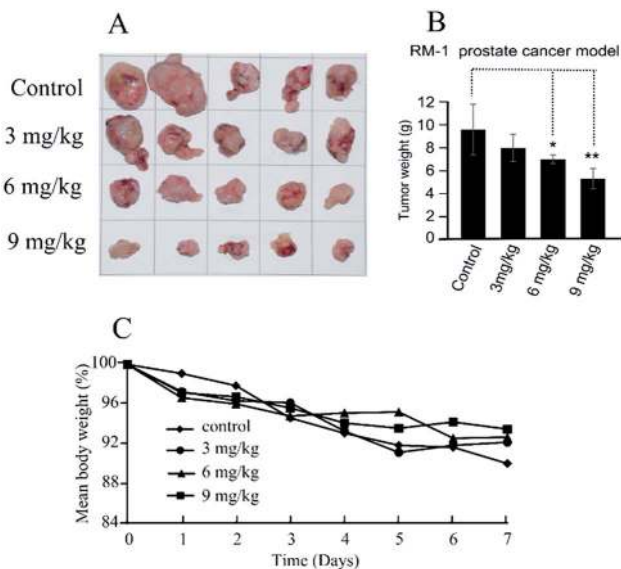 A
Control
3 mg/kg
6 mg/kg
9 mg/kg
B
RM-1 prostate cancer model
Tumor weight (g)
12
10
8
6
4
2
0
*
**
Control
3mg/kg
6 mg/kg
9 mg/kg
C
Mean body weight (%)
100
96
92
88
84
control
3 mg/kg
6 mg/kg
9 mg/kg
0 1 2 3 4 5 6 7
Time (Days)